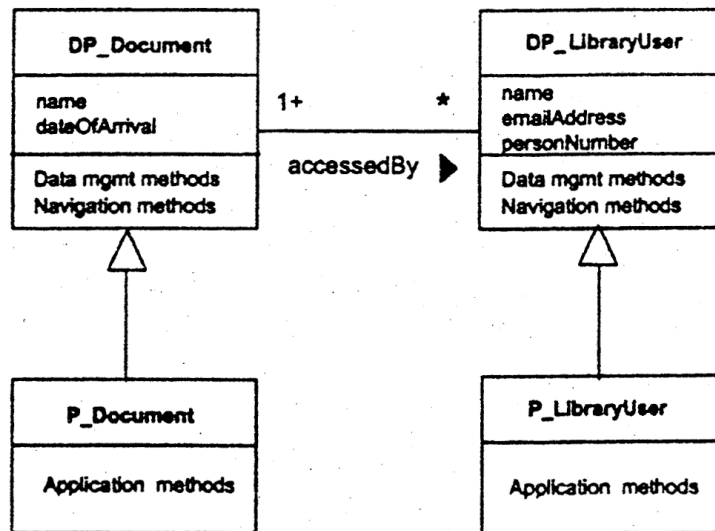 DP_Document
name
dateOfArrival
Data mgmt methods
Navigation methods
1+
*
accessedBy
DP_LibraryUser
name
emailAddress
personNumber
Data mgmt methods
Navigation methods
P_Document
Application methods
P_LibraryUser
Application methods